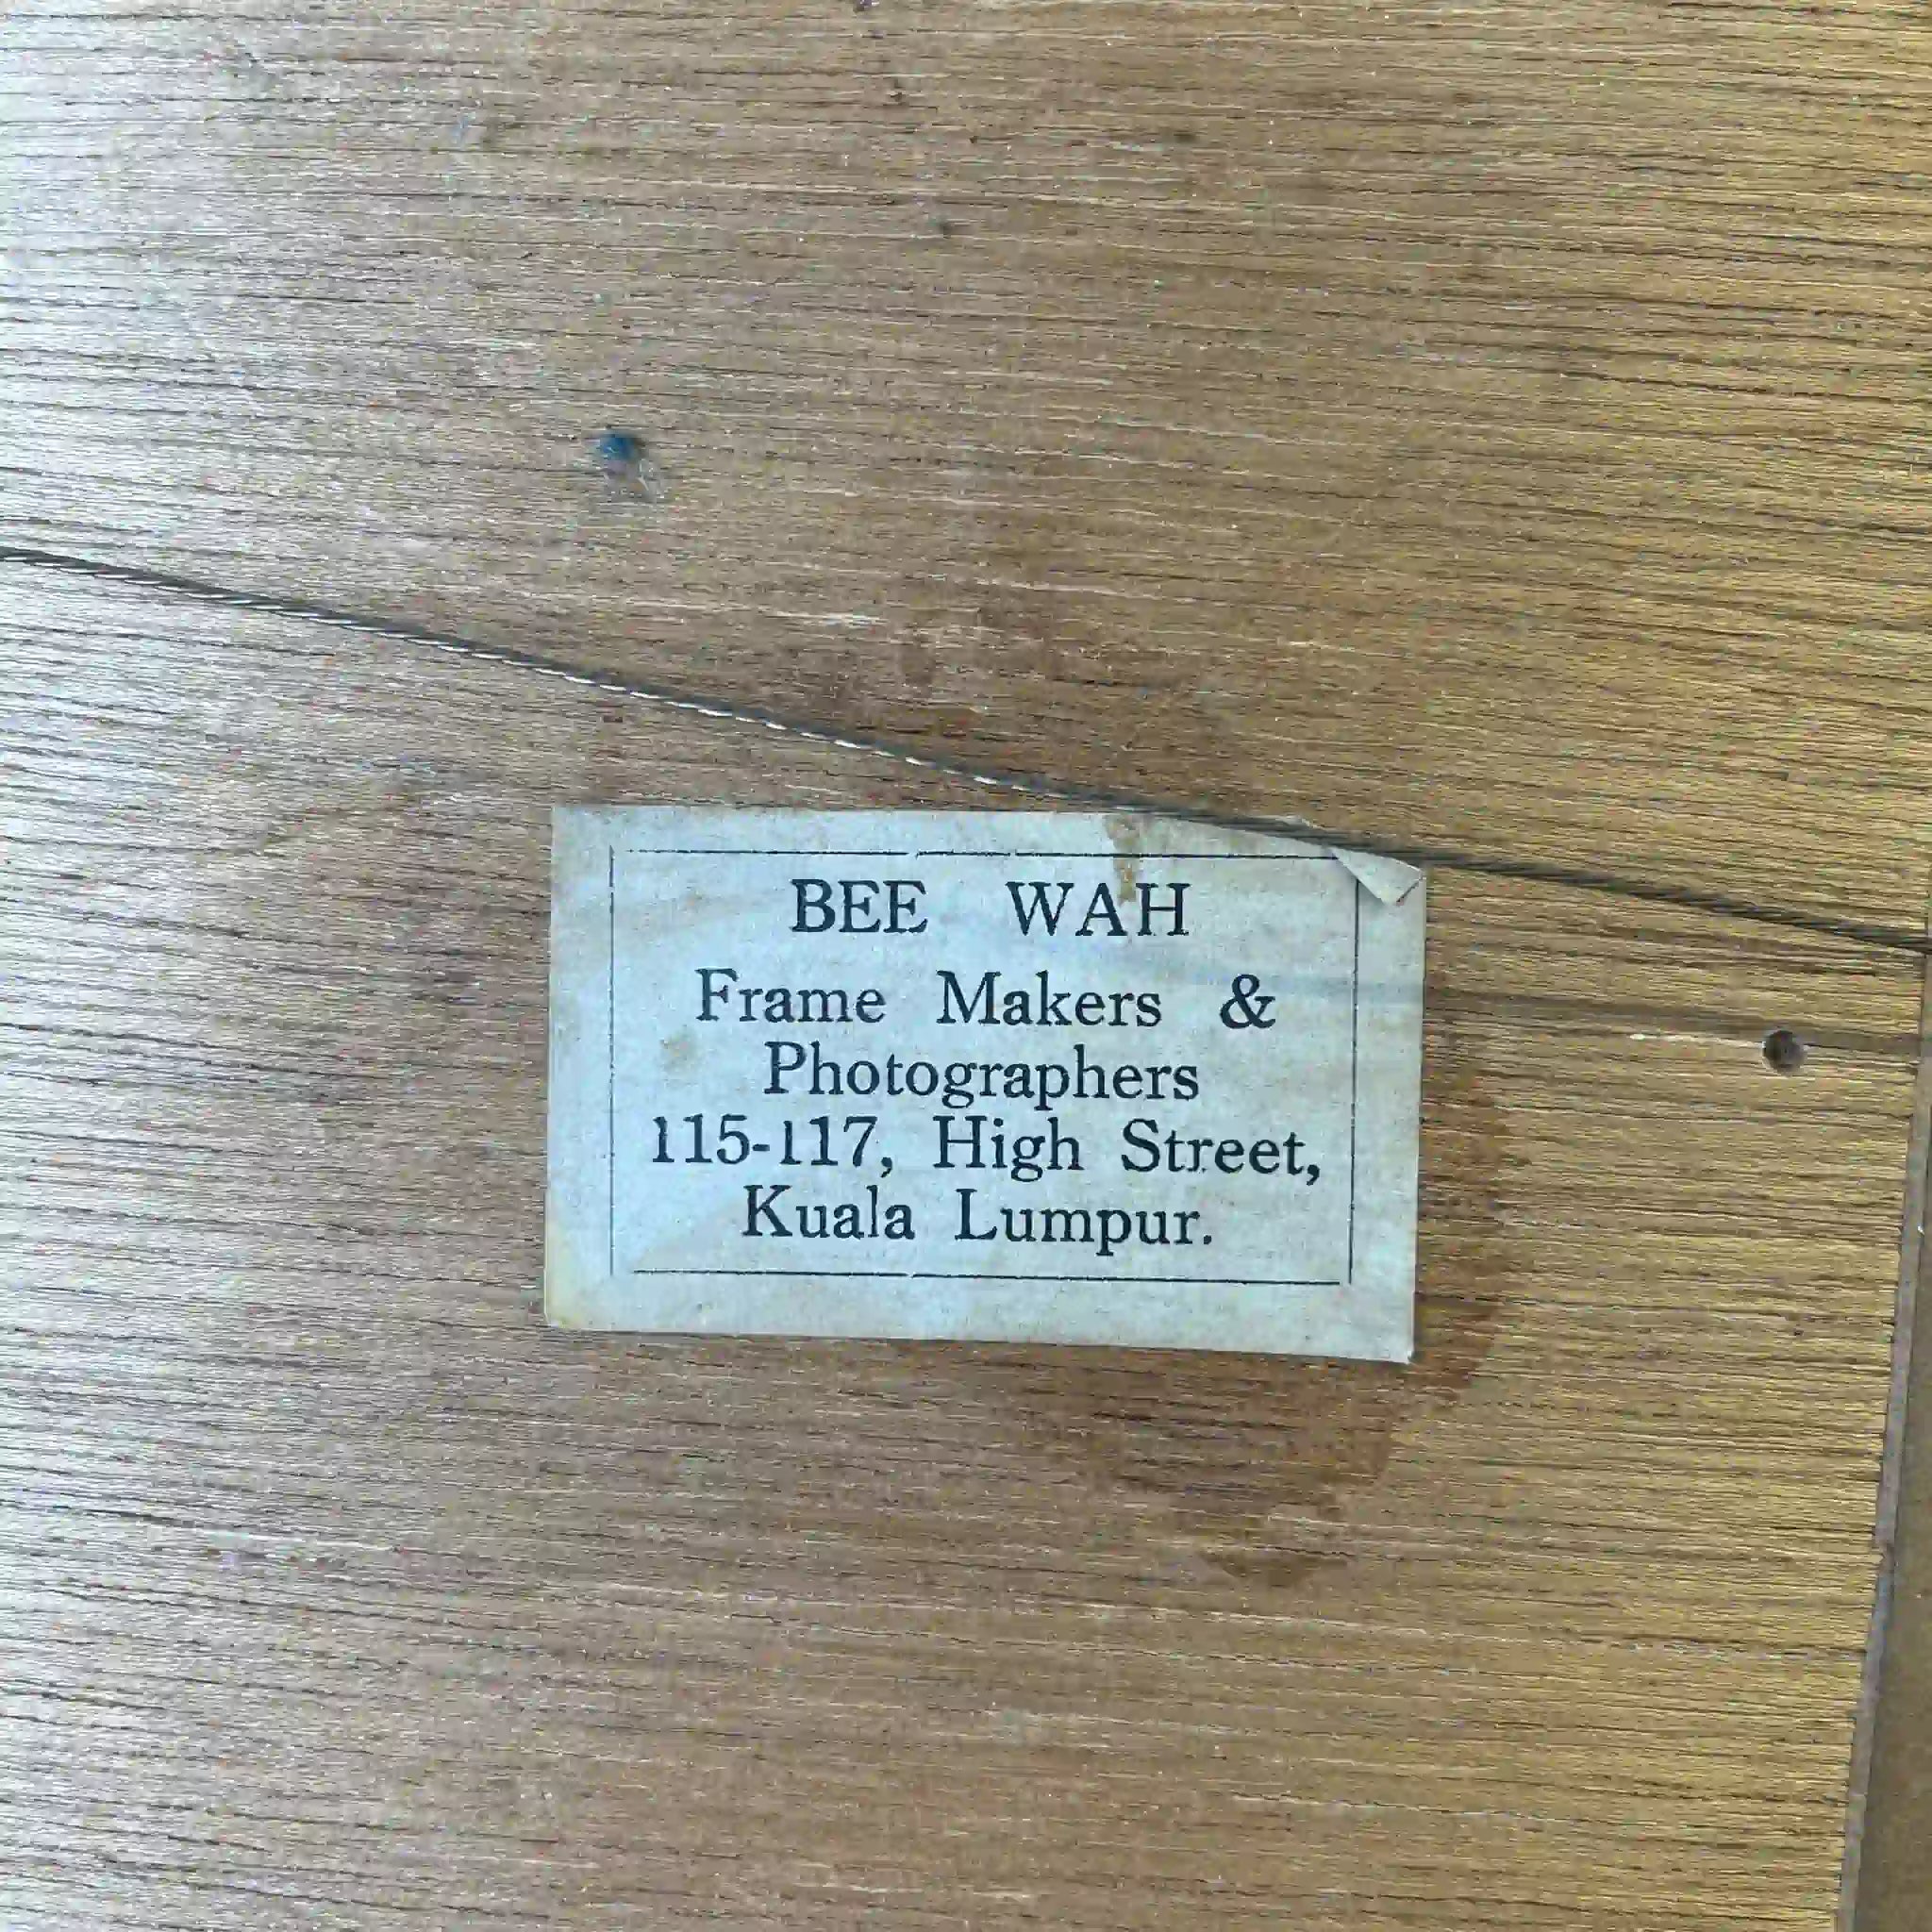 BEE WAH
Frame Makers &
Photographers
115-117, High Street,
Kuala Lumpur.